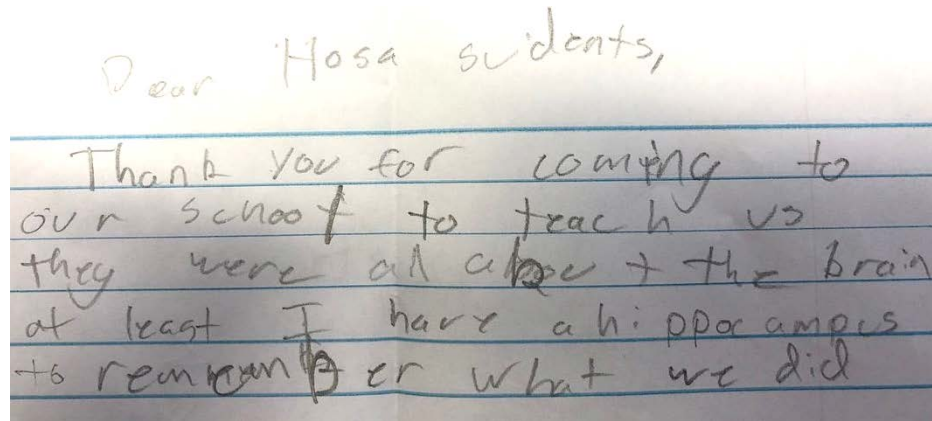 Dear Hosa sudents,
Thank you for coming to
our school to teach us
they were all about the brain
at least I have a hippocampus
to remember what we did